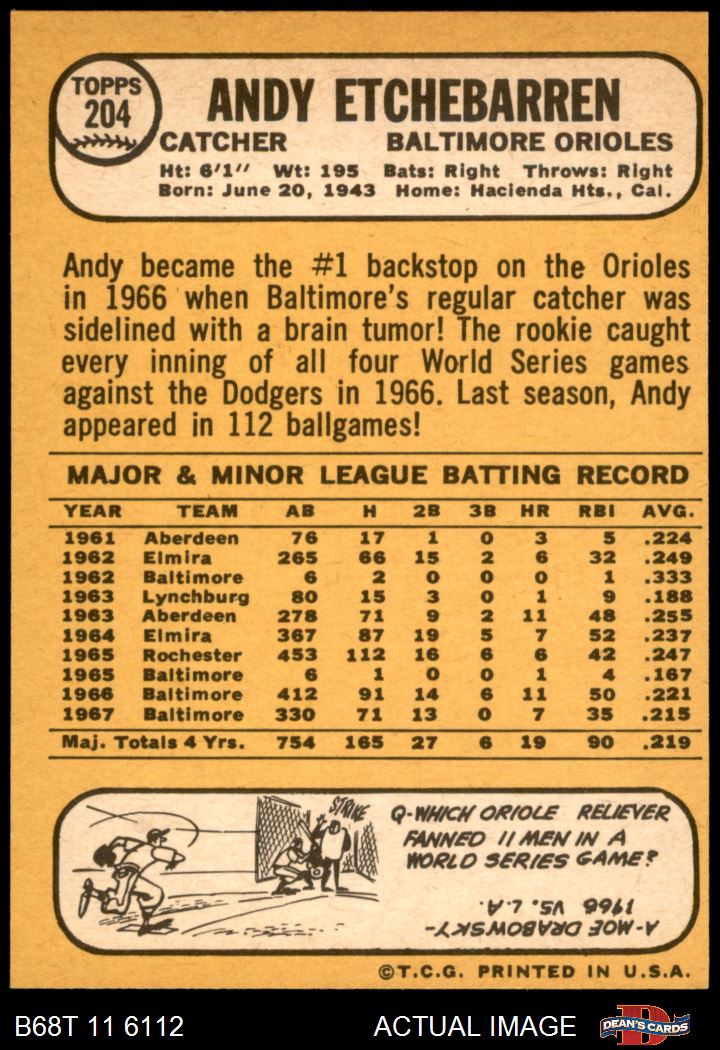 TOPPS
204
ANDY ETCHEBARREN
CATCHER BALTIMORE ORIOLES
Ht: 6'1" Wt: 195 Bats: Right Throws: Right
Born: June 20, 1943 Home: Hacienda Hts., Cal.
Andy became the #1 backstop on the Orioles
in 1966 when Baltimore's regular catcher was
sidelined with a brain tumor! The rookie caught
every inning of all four World Series games
against the Dodgers in 1966. Last season, Andy
appeared in 112 ballgames!
MAJOR & MINOR LEAGUE BATTING RECORD
YEAR TEAM AB H 2B 3B HR RBI AVG.
1961 Aberdeen 76 17 1 0 3 5 .224
1962 Elmira 265 66 15 2 6 32 .249
1962 Baltimore 6 2 0 0 0 1 .333
1963 Lynchburg 80 15 3 0 1 9 .188
1963 Aberdeen 278 71 9 2 11 48 .255
1964 Elmira 367 87 19 5 7 52 .237
1965 Rochester 453 112 16 6 6 42 .247
1965 Baltimore 6 1 0 0 1 4 .167
1966 Baltimore 412 91 14 6 11 50 .221
1967 Baltimore 330 71 13 0 7 35 .215
Maj. Totals 4 Yrs. 754 165 27 6 19 90 .219
STRIKE
Q-WHICH ORIOLE RELIEVER
FANNED 11 MEN IN A
WORLD SERIES GAME?
A-MOE DRABOWSKY-
1966 VS. L.A.
©T.C.G. PRINTED IN U.S.A.
B68T 11 6112 ACTUAL IMAGE
D
DEAN'S CARDS